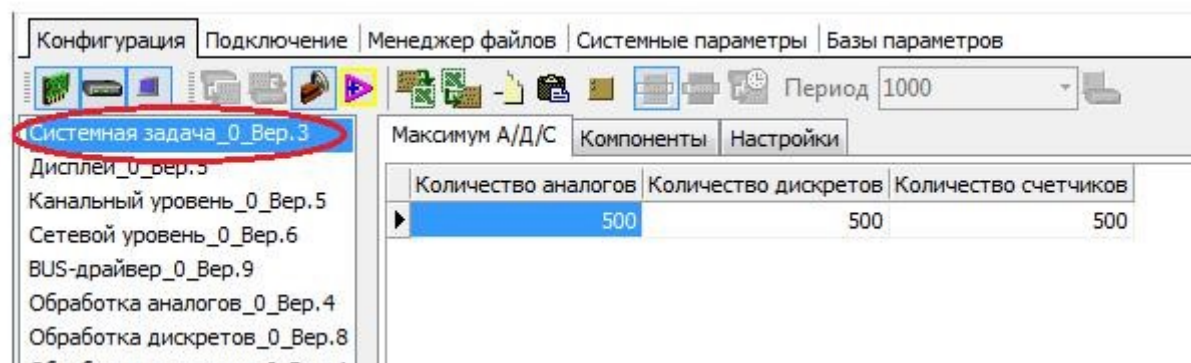 Конфигурация Подключение Менеджер файлов Системные параметры Базы параметров
Период 1000
Системная задача_0_Вер.3
Дисплей_0_Вер.5
Канальный уровень_0_Вер.5
Сетевой уровень_0_Вер.6
BUS-драйвер_0_Вер.9
Обработка аналогов_0_Вер.4
Обработка дискретов_0_Вер.8
Максимум А/Д/С Компоненты Настройки
Количество аналогов Количество дискретов Количество счетчиков
500 500 500